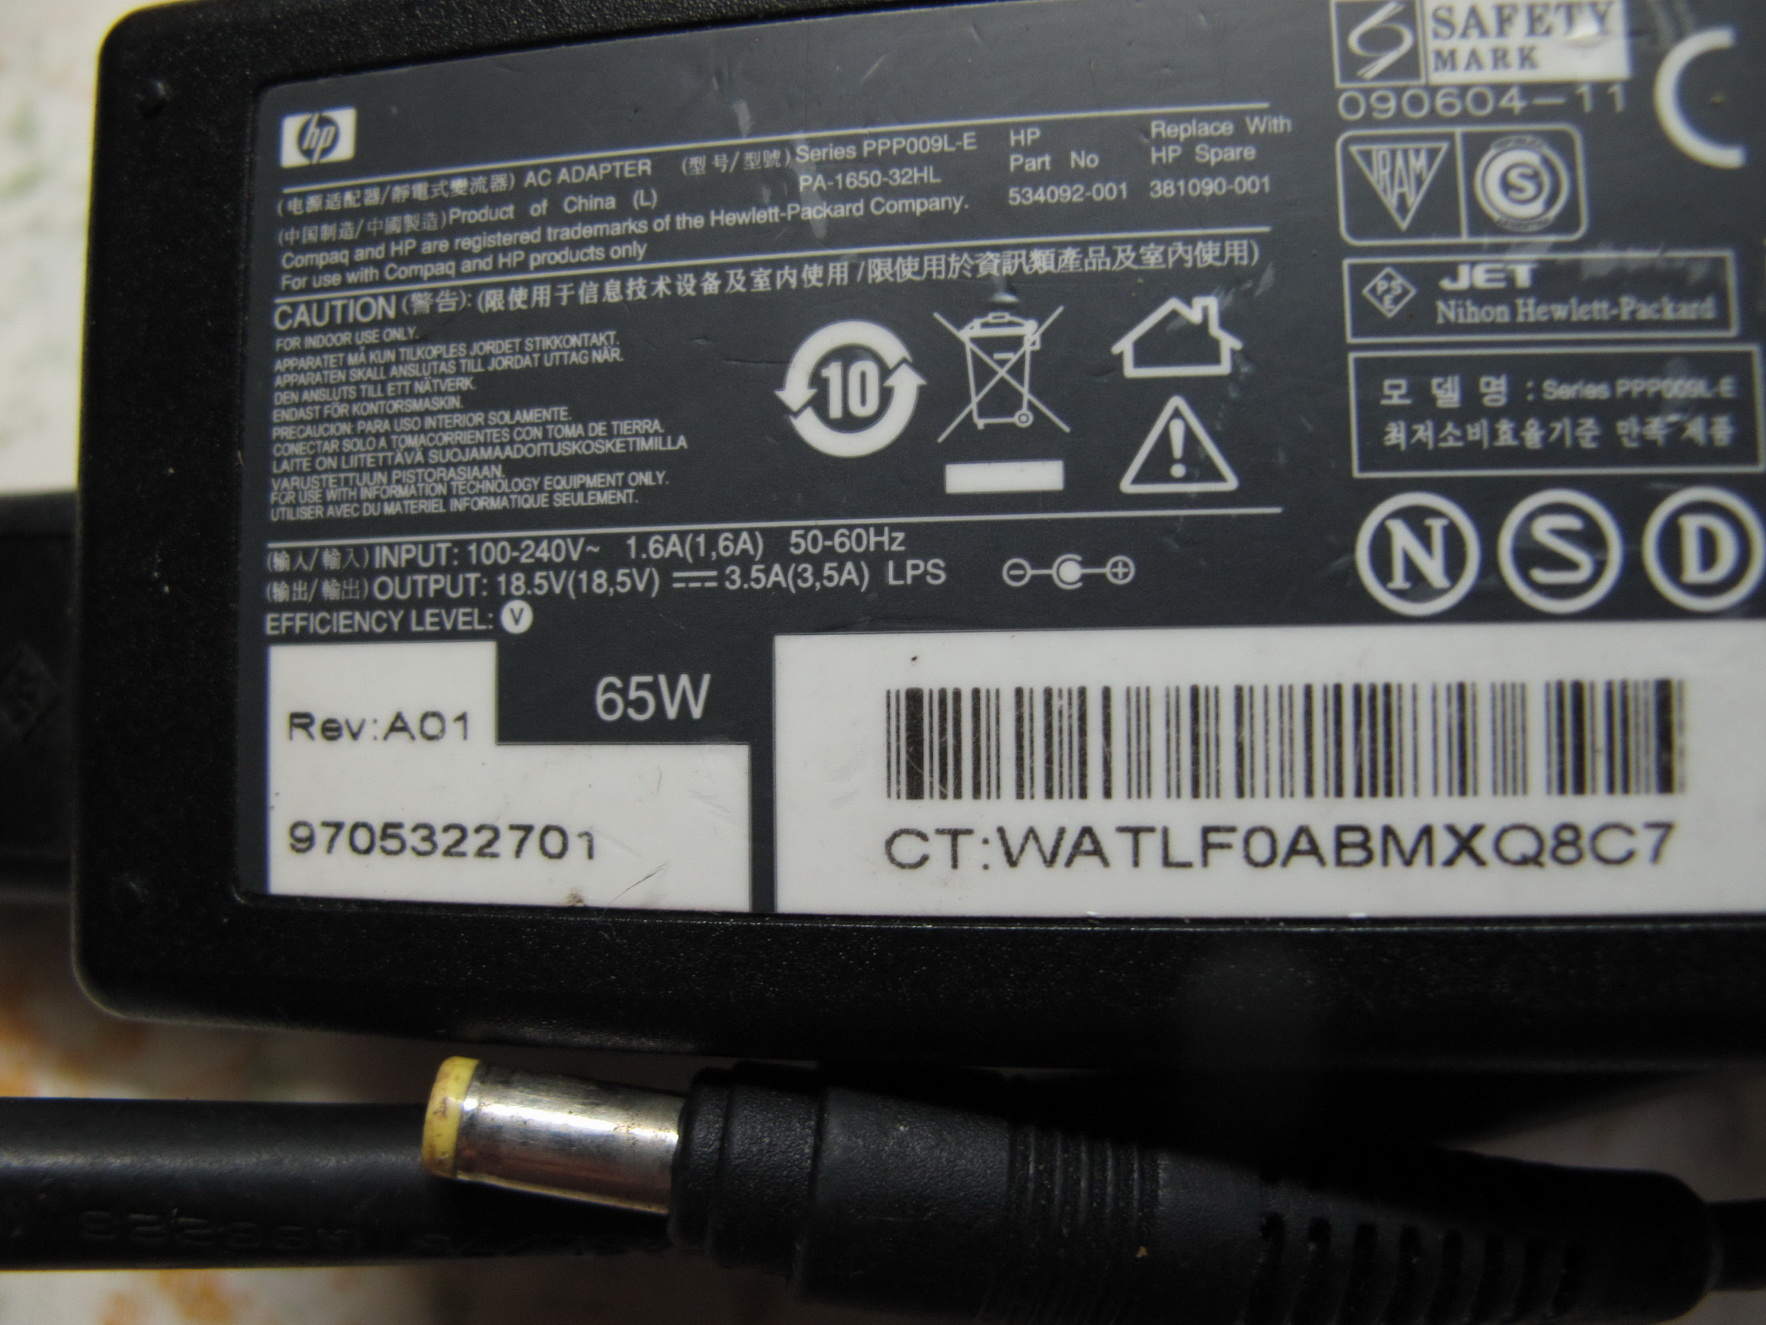 hp
(电源适配器/靜電式變流器) AC ADAPTER (型号/型號) Series PPP009L-E
PA-1650-32HL
HP
Part No
534092-001
Replace With
HP Spare
381090-001
(中国制造/中國製造) Product of China (L)
Compaq and HP are registered trademarks of the Hewlett-Packard Company.
For use with Compaq and HP products only
CAUTION (警告): (限使用于信息技术设备及室内使用 /限使用於資訊類產品及室內使用)
FOR INDOOR USE ONLY.
APPARATET MÅ KUN TILKOPLES JORDET STIKKONTAKT.
APPARATEN SKALL ANSLUTAS TILL JORDAT UTTAG NÄR.
DEN ANSLUTS TILL ETT NÄTVERK.
ENDAST FÖR KONTORSMASKIN.
PRECAUCION: PARA USO INTERIOR SOLAMENTE.
CONECTAR SOLO A TOMACORRIENTES CON TOMA DE TIERRA.
LAITE ON LIITETTÄVÄ SUOJAMAADOITUSKOSKETIMILLA
VARUSTETTUUN PISTORASIAAN.
FOR USE WITH INFORMATION TECHNOLOGY EQUIPMENT ONLY.
UTILISER AVEC DU MATERIEL INFORMATIQUE SEULEMENT.
10
(输入/輸入) INPUT: 100-240V~ 1.6A(1,6A) 50-60Hz
(输出/輸出) OUTPUT: 18.5V(18,5V) 3.5A(3,5A) LPS
EFFICIENCY LEVEL: V
65W
Rev:A01
9705322701
CT:WATLF0ABMXQ8C7
SAFETY
MARK
090604-11
JRAM
S
PSE
JET
Nihon Hewlett-Packard
모 델 명 : Series PPP009L-E
최저소비효율기준 만족 제품
N S D